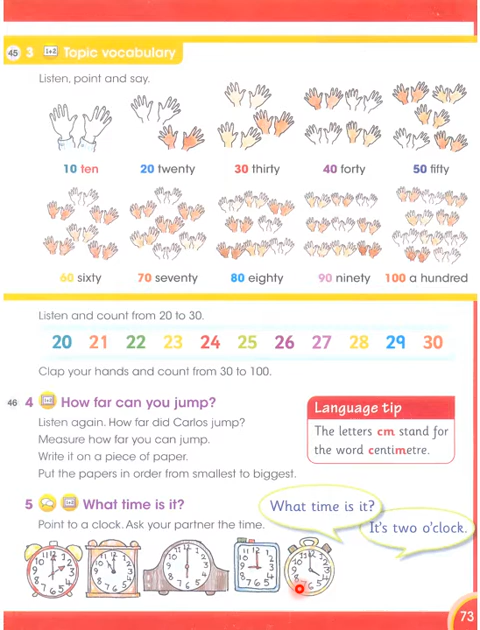 45 3 1+2 Topic vocabulary
Listen, point and say.
10 ten 20 twenty 30 thirty 40 forty 50 fifty
60 sixty 70 seventy 80 eighty 90 ninety 100 a hundred
Listen and count from 20 to 30.
20 21 22 23 24 25 26 27 28 29 30
Clap your hands and count from 30 to 100.
46 4 How far can you jump?
Listen again. How far did Carlos jump?
Measure how far you can jump.
Write it on a piece of paper.
Put the papers in order from smallest to biggest.
Language tip
The letters cm stand for
the word centimetre.
5 What time is it?
Point to a clock. Ask your partner the time.
What time is it?
It's two o'clock.
73